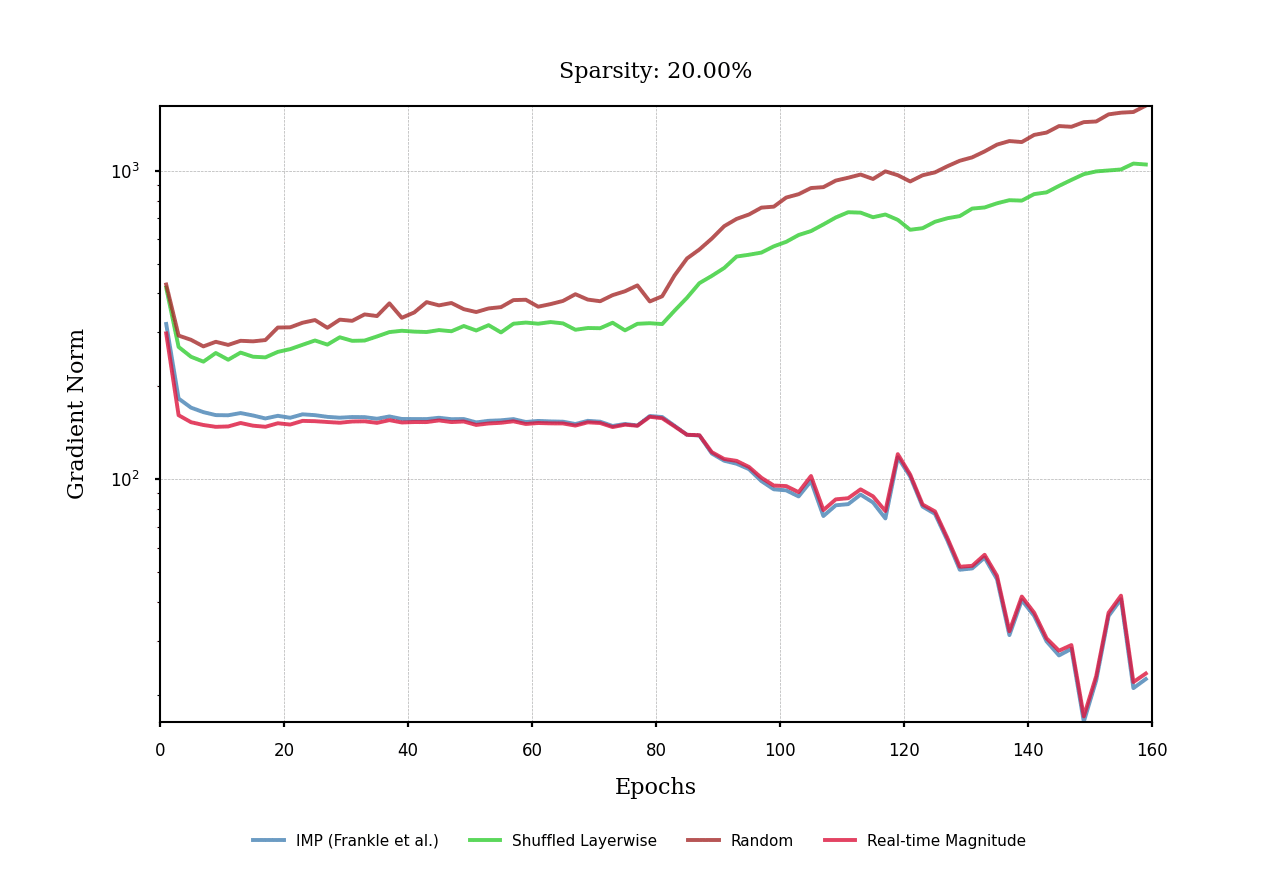 Sparsity: 20.00%
Gradient Norm
10³
10²
0 20 40 60 80 100 120 140 160
Epochs
IMP (Frankle et al.) Shuffled Layerwise Random Real-time Magnitude